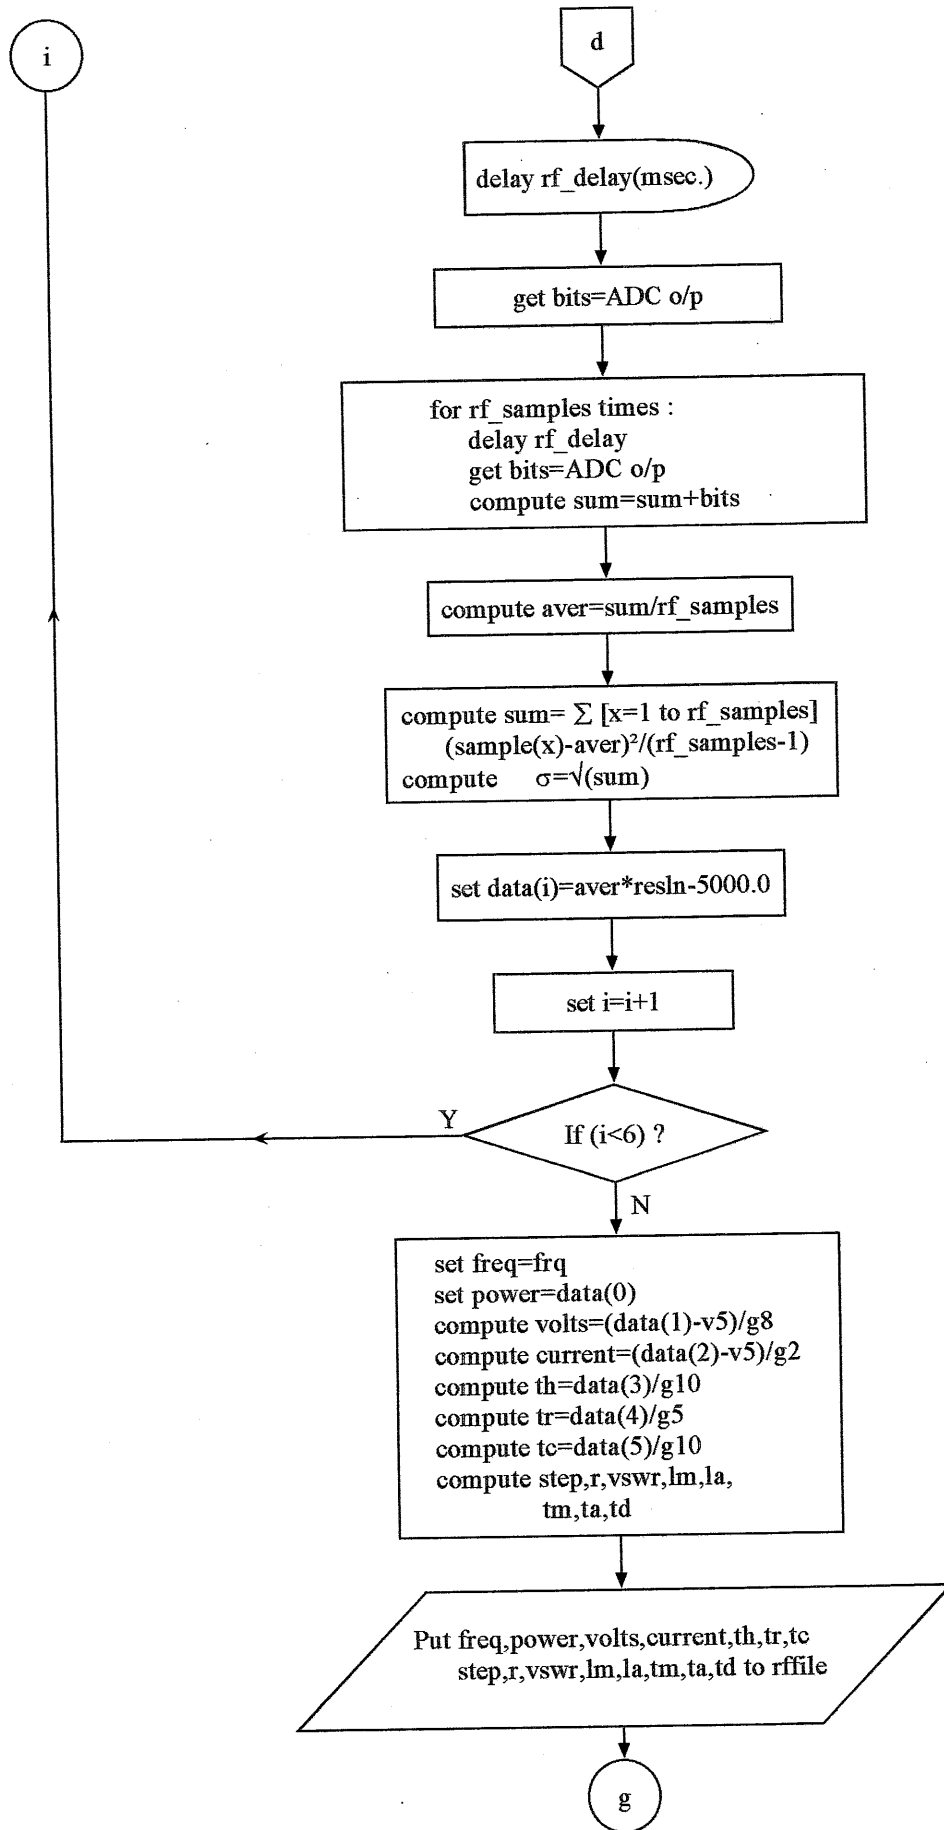 i
d
delay rf_delay(msec.)
get bits=ADC o/p
for rf_samples times :
delay rf_delay
get bits=ADC o/p
compute sum=sum+bits
compute aver=sum/rf_samples
compute sum= ∑ [x=1 to rf_samples]
(sample(x)-aver)²/(rf_samples-1)
compute σ=√(sum)
set data(i)=aver*resln-5000.0
set i=i+1
If (i<6) ?
Y
N
set freq=frq
set power=data(0)
compute volts=(data(1)-v5)/g8
compute current=(data(2)-v5)/g2
compute th=data(3)/g10
compute tr=data(4)/g5
compute tc=data(5)/g10
compute step,r,vswr,lm,la,
tm,ta,td
Put freq,power,volts,current,th,tr,tc
step,r,vswr,lm,la,tm,ta,td to rffile
g